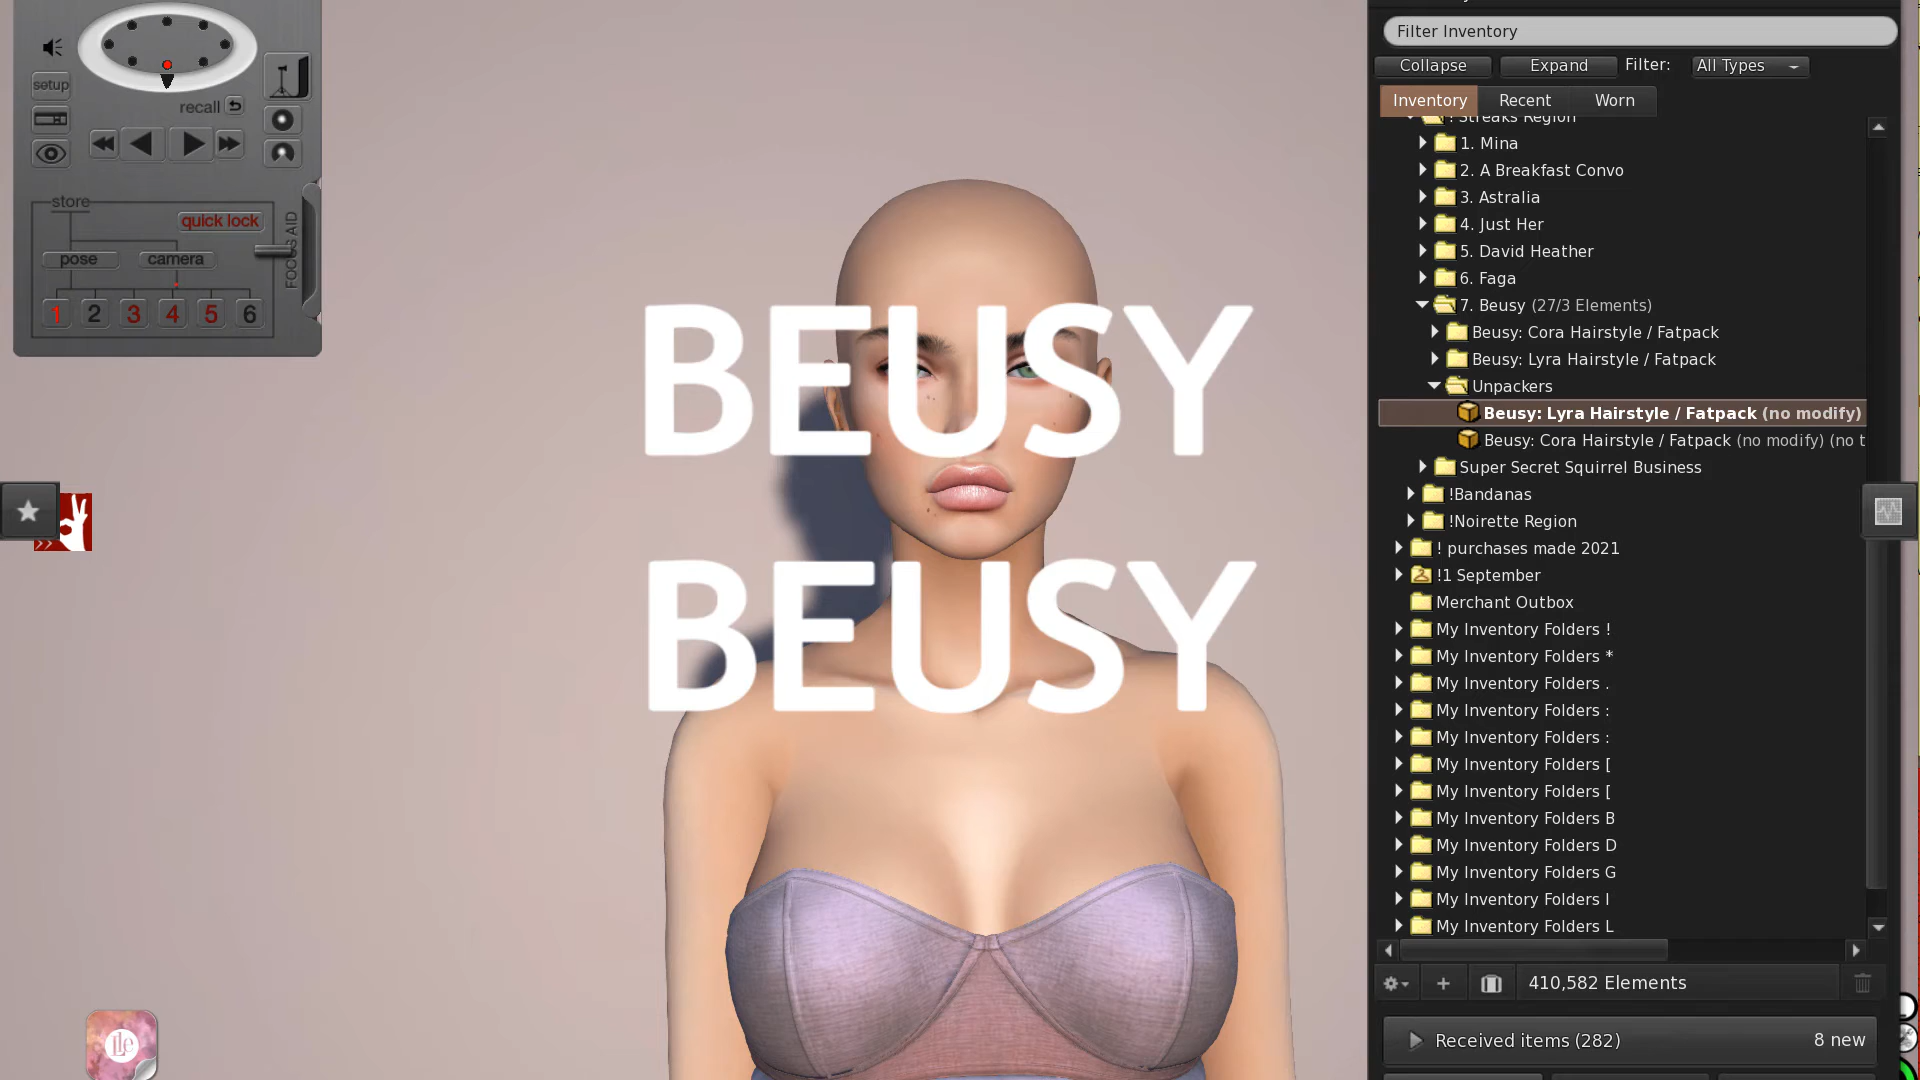 setup
recall
store
quick lock
FOCUS AID
pose
camera
1 2 3 4 5 6
BEUSY
BEUSY
Lle
Filter Inventory
Collapse Expand Filter: All Types
Inventory Recent Worn
! Streaks Region
1. Mina
2. A Breakfast Convo
3. Astralia
4. Just Her
5. David Heather
6. Faga
7. Beusy (27/3 Elements)
Beusy: Cora Hairstyle / Fatpack
Beusy: Lyra Hairstyle / Fatpack
Unpackers
Beusy: Lyra Hairstyle / Fatpack (no modify)
Beusy: Cora Hairstyle / Fatpack (no modify) (no t
Super Secret Squirrel Business
!Bandanas
!Noirette Region
! purchases made 2021
!1 September
Merchant Outbox
My Inventory Folders !
My Inventory Folders *
My Inventory Folders .
My Inventory Folders :
My Inventory Folders :
My Inventory Folders [
My Inventory Folders [
My Inventory Folders B
My Inventory Folders D
My Inventory Folders G
My Inventory Folders I
My Inventory Folders L
410,582 Elements
Received items (282) 8 new